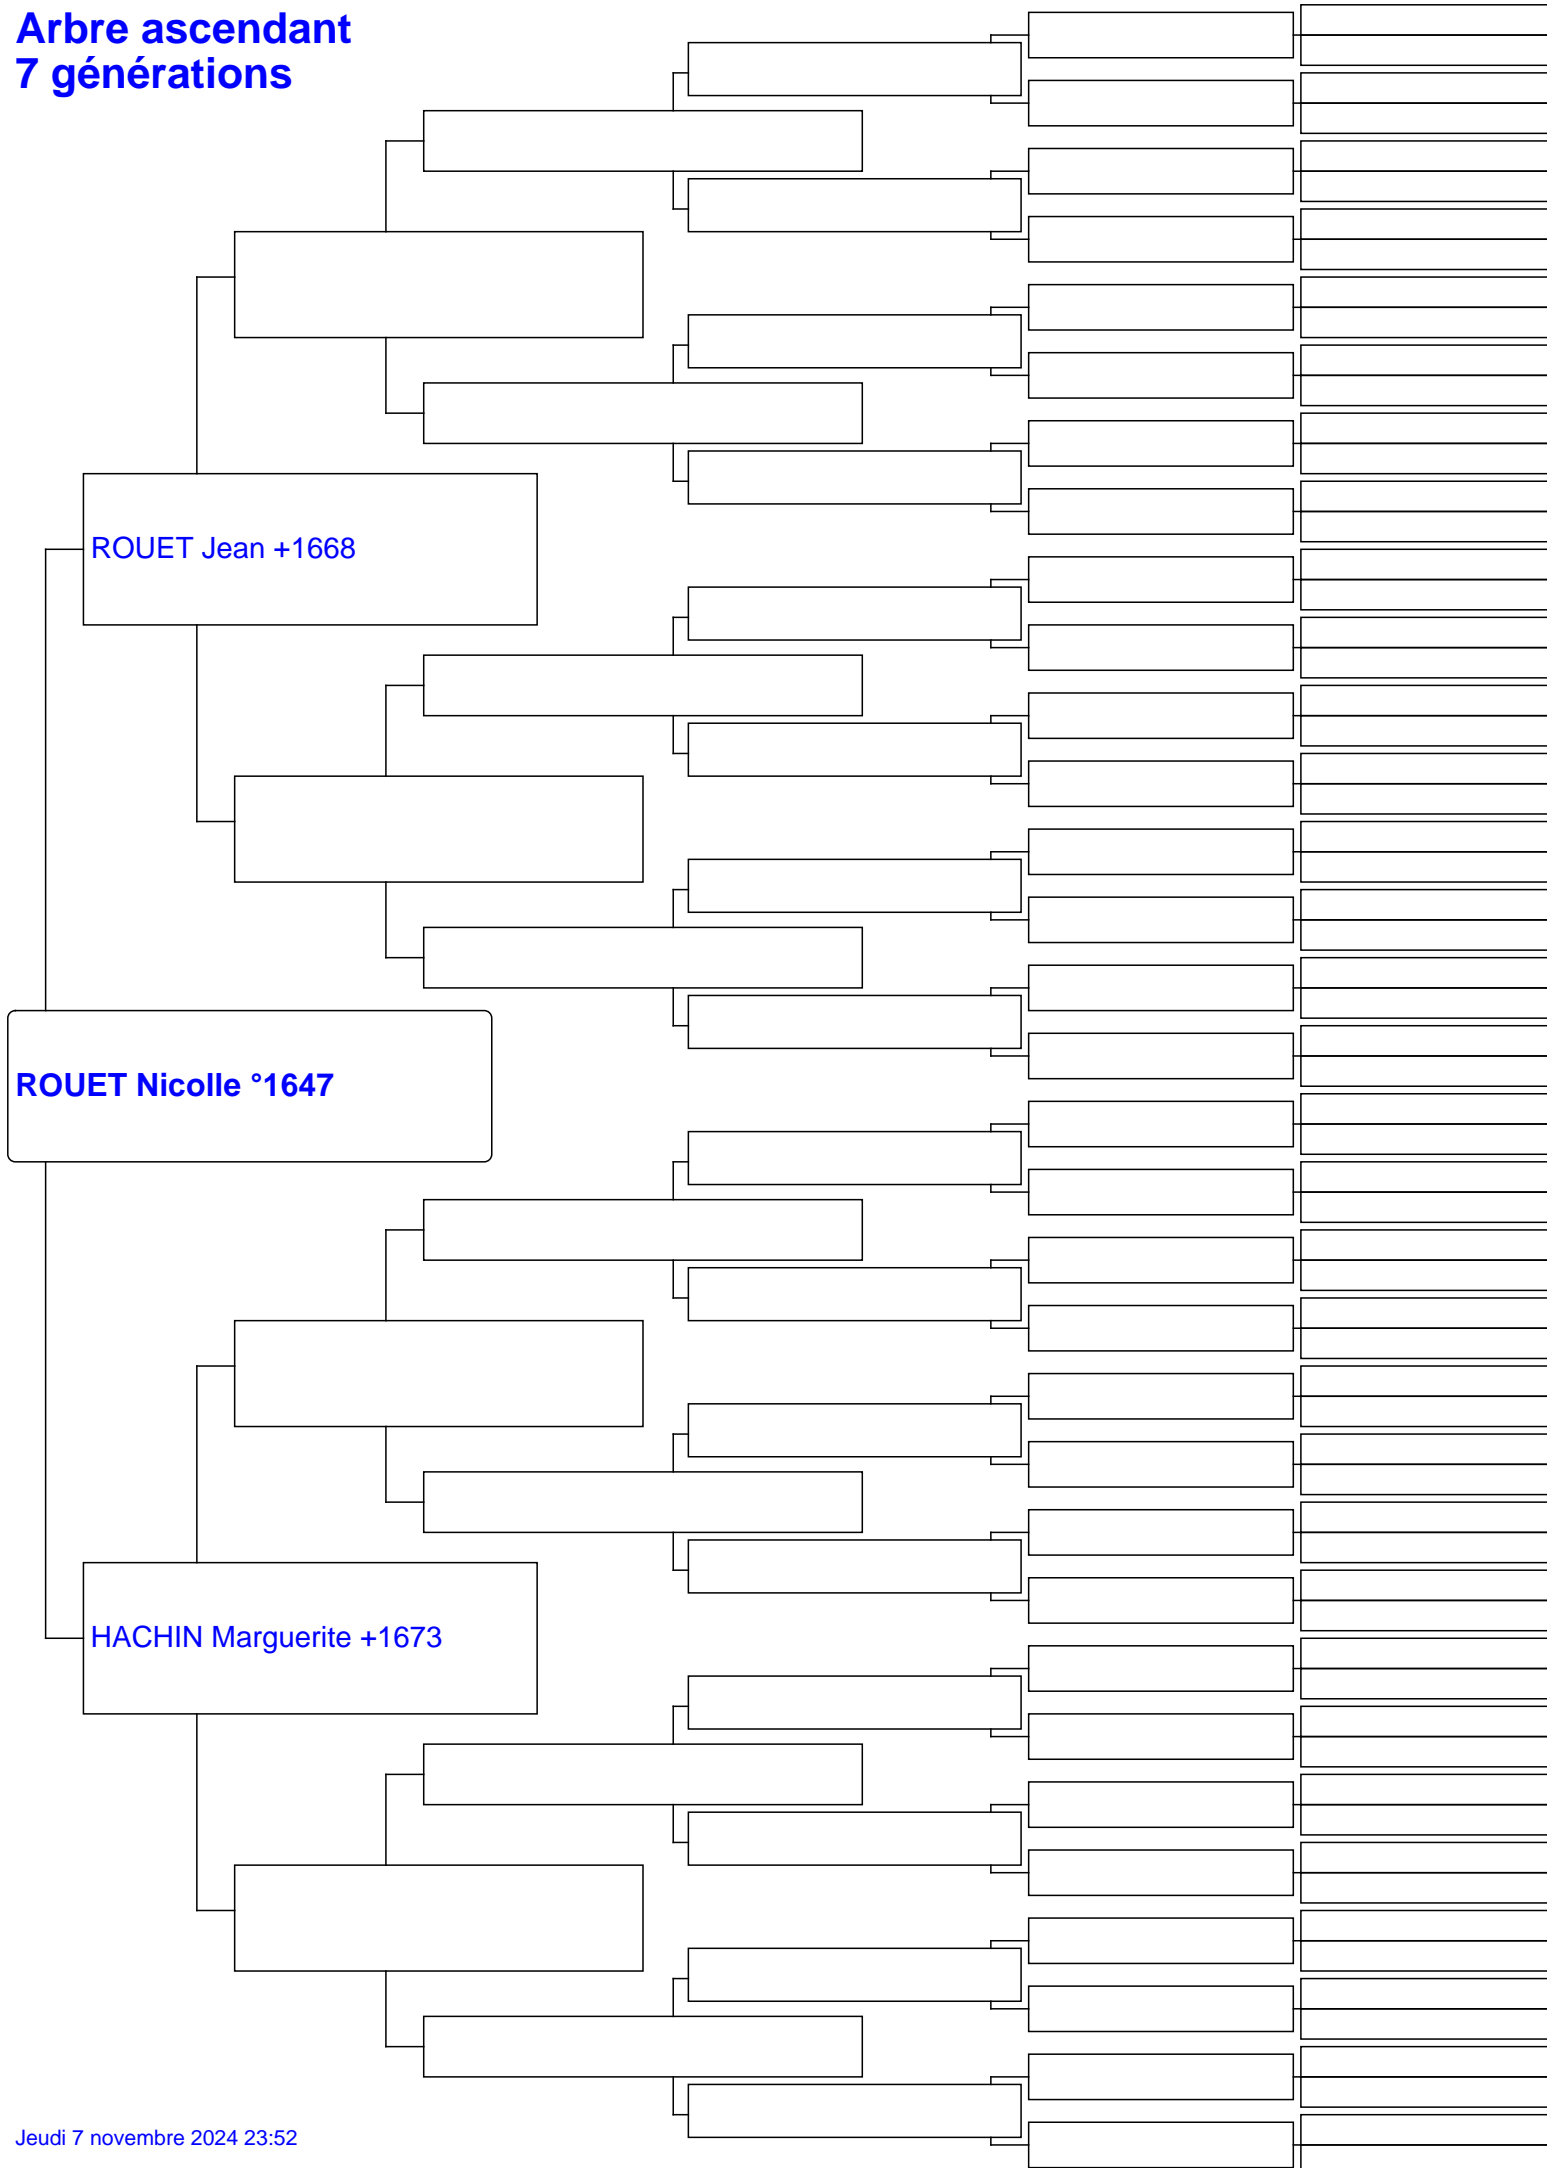 Arbre ascendant
7 générations
ROUET Jean +1668
ROUET Nicolle °1647
HACHIN Marguerite +1673
Jeudi 7 novembre 2024 23:52